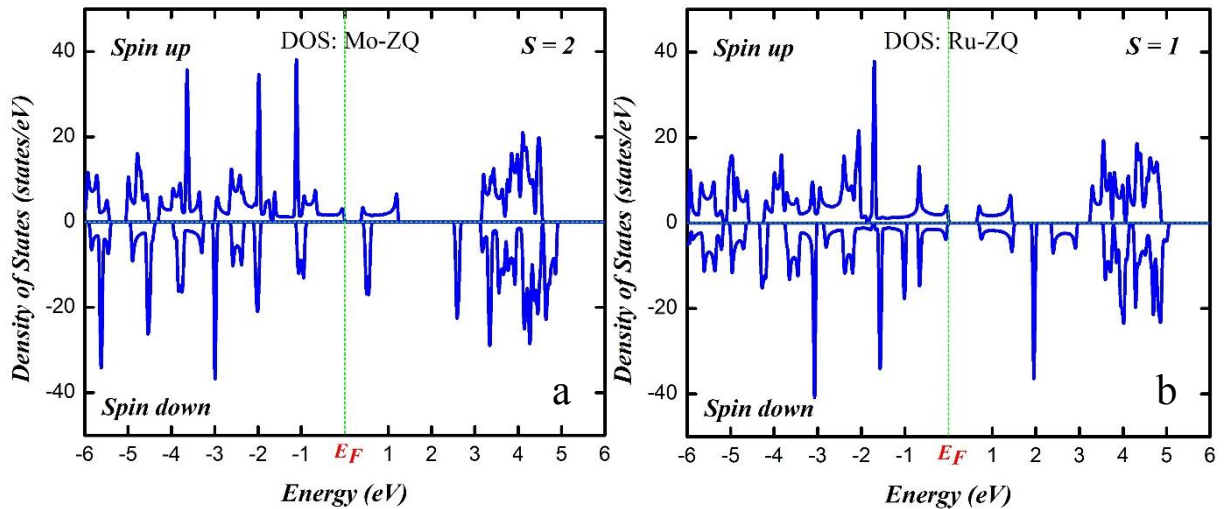 Spin up
DOS: Mo-ZQ
S = 2
Density of States (states/eV)
40
20
0
-20
-40
Spin down
a
-6 -5 -4 -3 -2 -1 E_F 1 2 3 4 5 6
Energy (eV)
Spin up
DOS: Ru-ZQ
S = 1
Density of States (states/eV)
40
20
0
-20
-40
Spin down
b
-6 -5 -4 -3 -2 -1 E_F 1 2 3 4 5 6
Energy (eV)